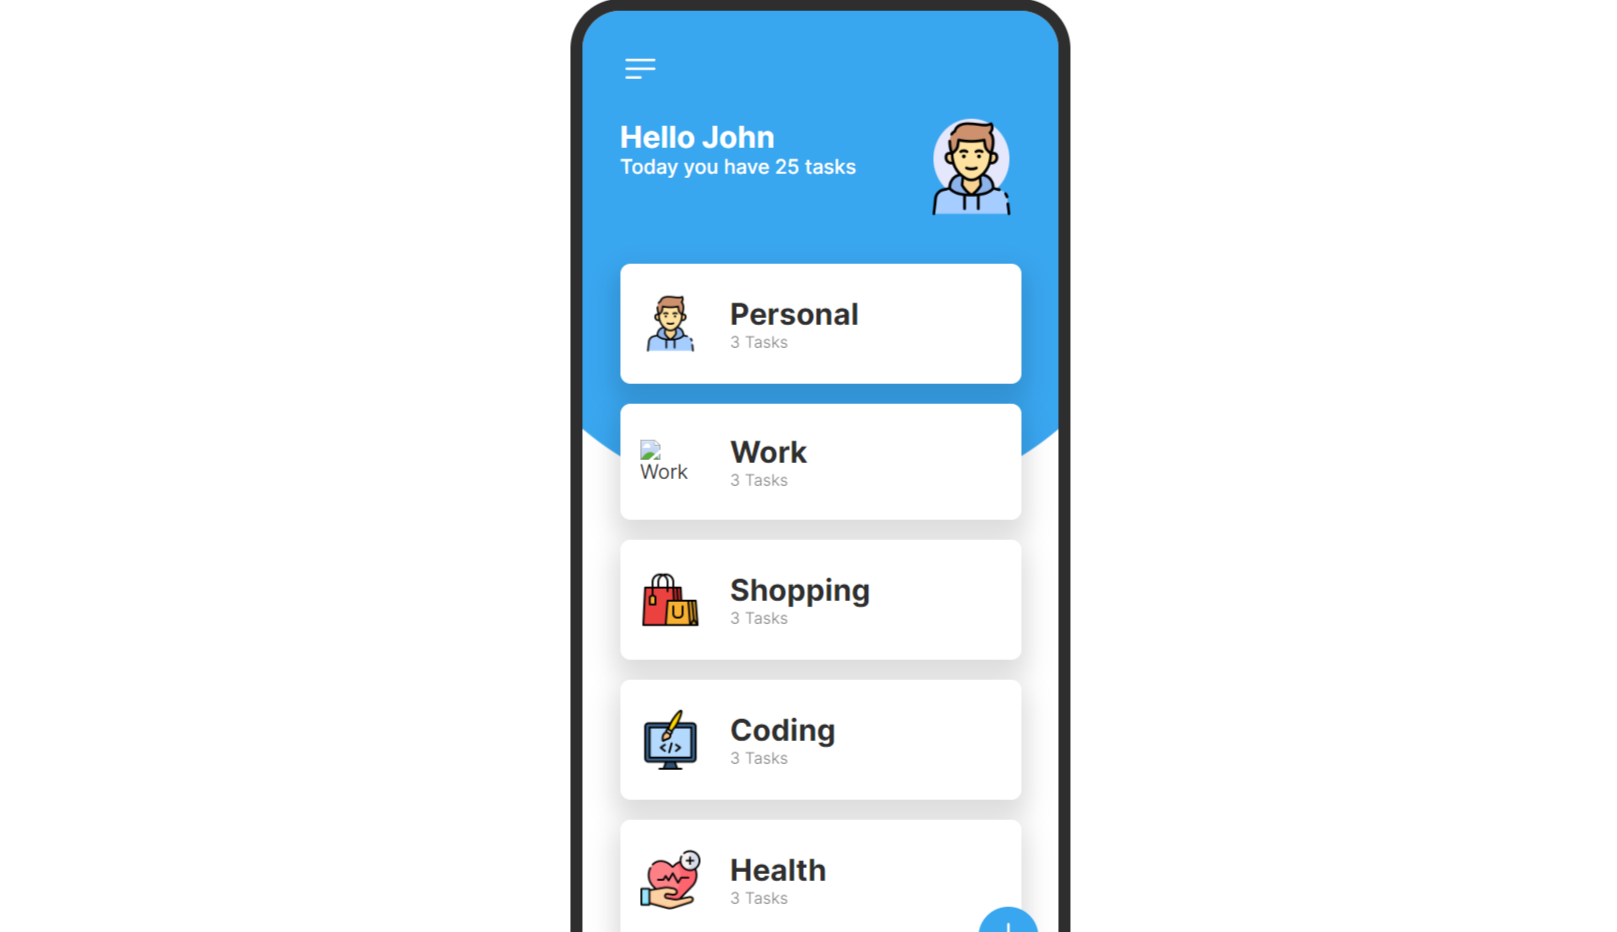 Hello John
Today you have 25 tasks
Personal
3 Tasks
Work
Work
3 Tasks
Shopping
3 Tasks
U
</>
Coding
3 Tasks
Health
3 Tasks